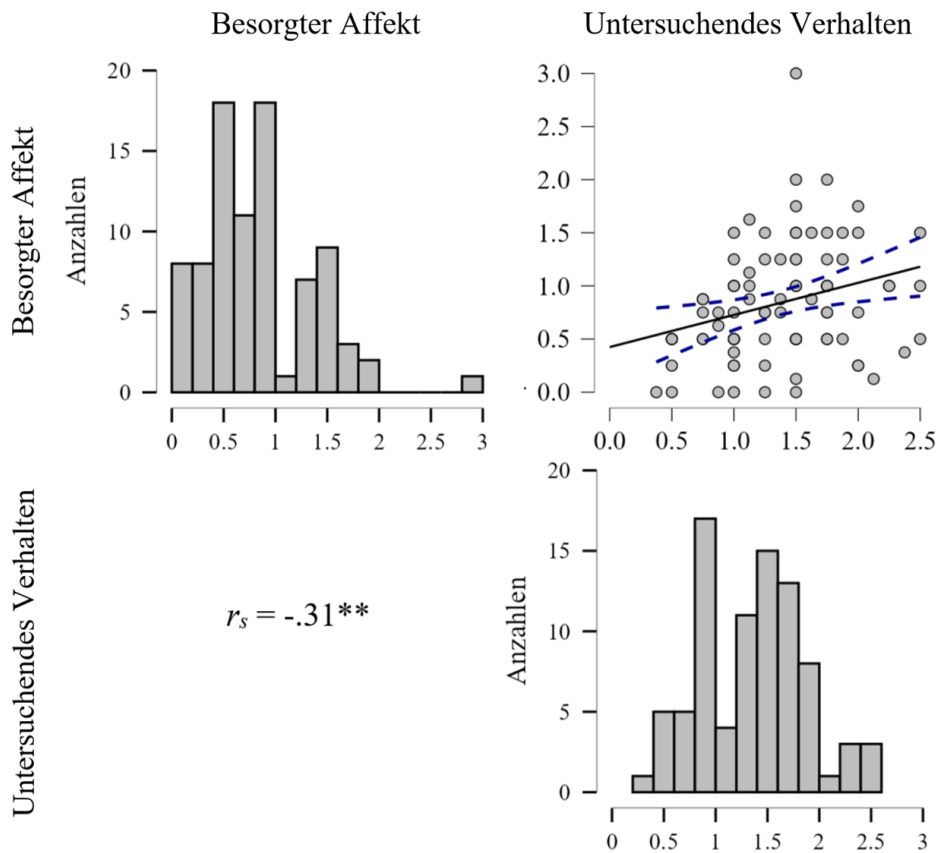 Besorgter Affekt
Untersuchendes Verhalten
Besorgter Affekt
Anzahlen
20
15
10
5
0
0 0.5 1 1.5 2 2.5 3
3.0
2.5
2.0
1.5
1.0
0.5
0.0
0.0 0.5 1.0 1.5 2.0 2.5
Untersuchendes Verhalten
rs = -.31**
Anzahlen
20
15
10
5
0
0 0.5 1 1.5 2 2.5 3